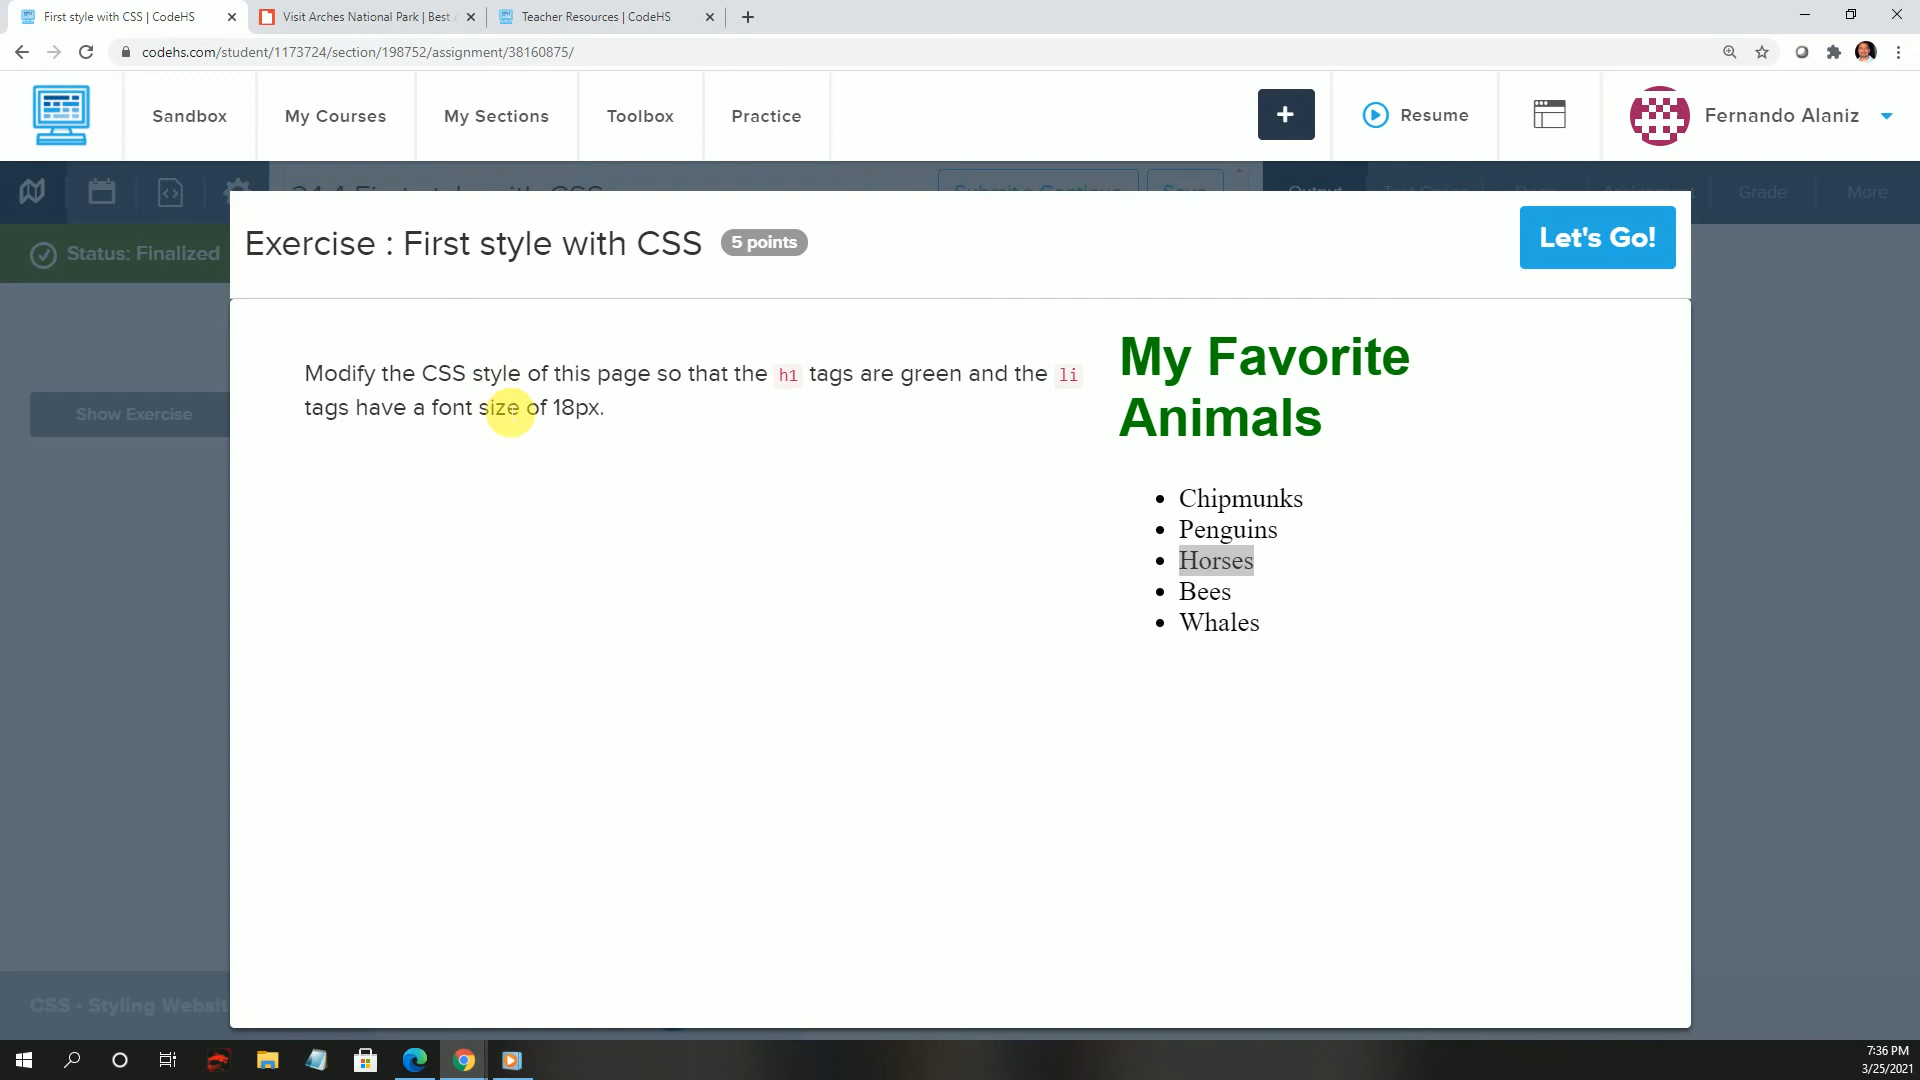 First style with CSS | CodeHS
Visit Arches National Park | Best
Teacher Resources | CodeHS
codehs.com/student/1173724/section/198752/assignment/38160875/
Sandbox
My Courses
My Sections
Toolbox
Practice
+
Resume
Fernando Alaniz
Output
Grade
More
Status: Finalized
Exercise : First style with CSS
5 points
Let's Go!
Show Exercise
Modify the CSS style of this page so that the h1 tags are green and the li
tags have a font size of 18px.
My Favorite
Animals
Chipmunks
Penguins
Horses
Bees
Whales
CSS - Styling Websit
7:36 PM
3/25/2021